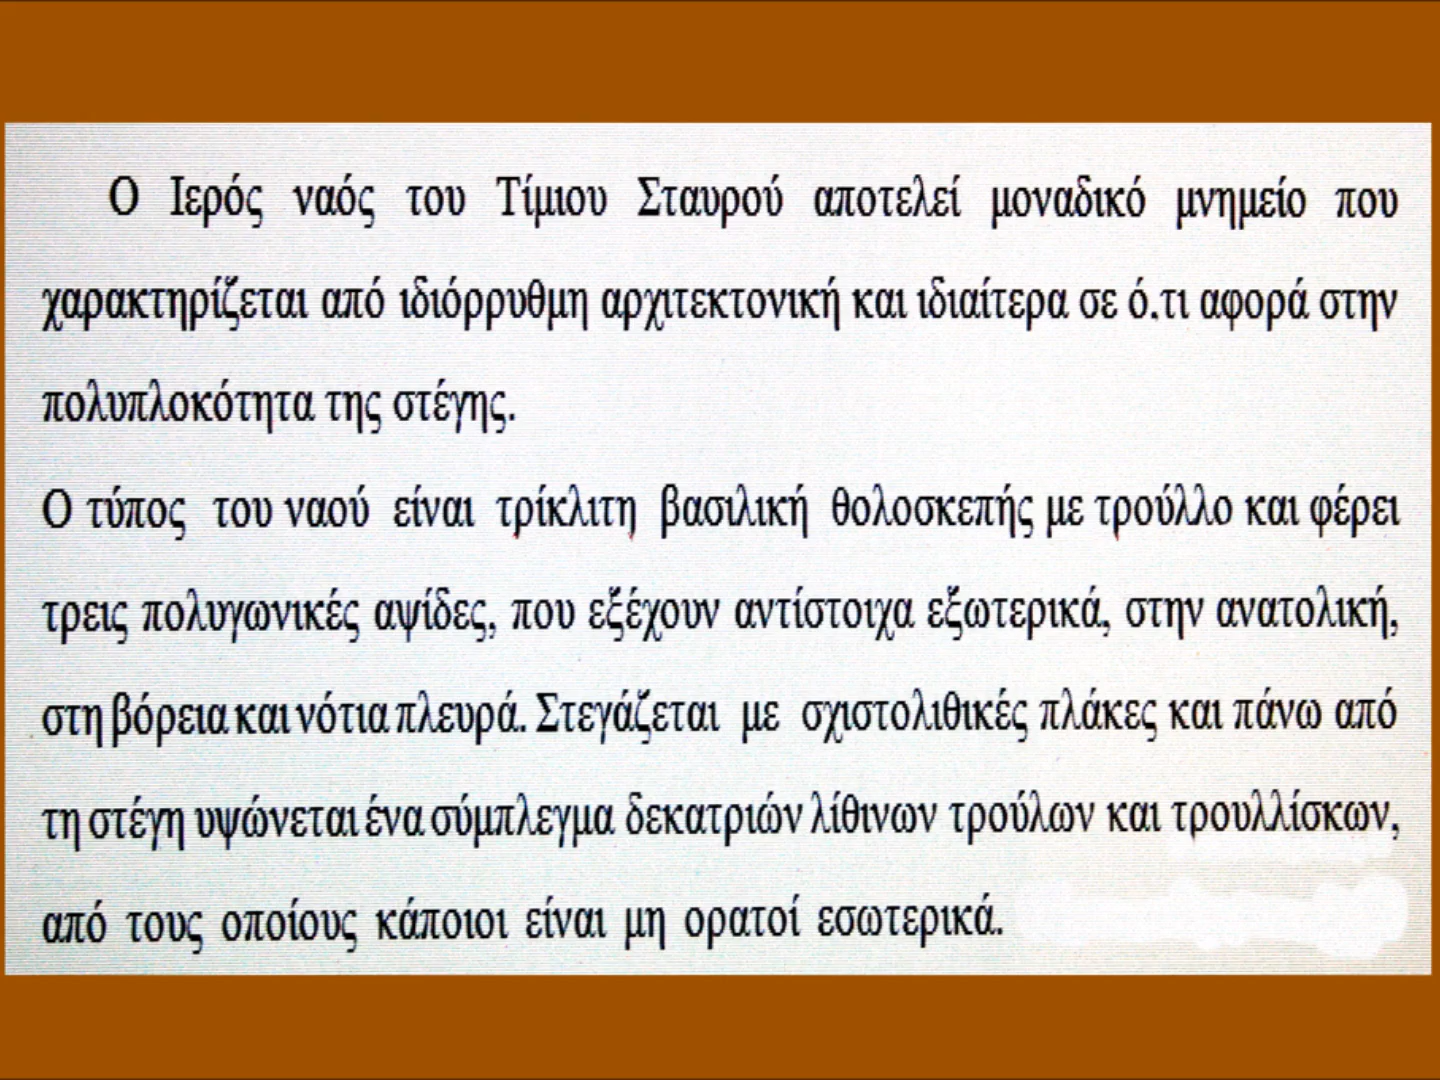 Ο Ιερός ναός του Τίμιου Σταυρού αποτελεί μοναδικό μνημείο που
χαρακτηρίζεται από ιδιόρρυθμη αρχιτεκτονική και ιδιαίτερα σε ό.τι αφορά στην
πολυπλοκότητα της στέγης.
Ο τύπος του ναού είναι τρίκλιτη βασιλική θολοσκεπής με τρούλλο και φέρει
τρεις πολυγωνικές αψίδες, που εξέχουν αντίστοιχα εξωτερικά, στην ανατολική,
στη βόρεια και νότια πλευρά. Στεγάζεται με σχιστολιθικές πλάκες και πάνω από
τη στέγη υψώνεται ένα σύμπλεγμα δεκατριών λίθινων τρούλων και τρουλλίσκων,
από τους οποίους κάποιοι είναι μη ορατοί εσωτερικά.